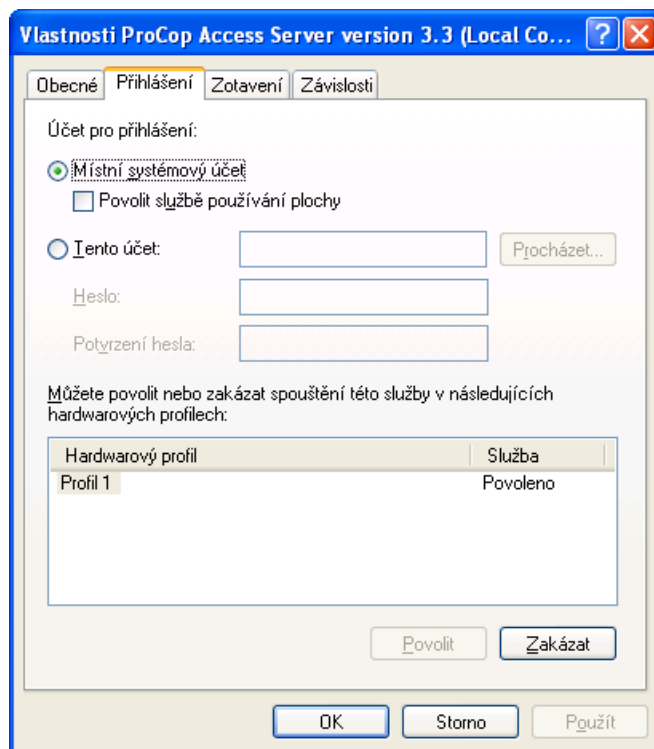 Vlastnosti ProCop Access Server version 3.3 (Local Co...
Obecné Přihlášení Zotavení Závislosti
Účet pro přihlášení:
Místní systémový účet
Povolit službě používání plochy
Tento účet:
Procházet...
Heslo:
Potvrzení hesla:
Můžete povolit nebo zakázat spouštění této služby v následujících
hardwarových profilech:
Hardwarový profil Služba
Profil 1 Povoleno
Povolit Zakázat
OK Storno Použít